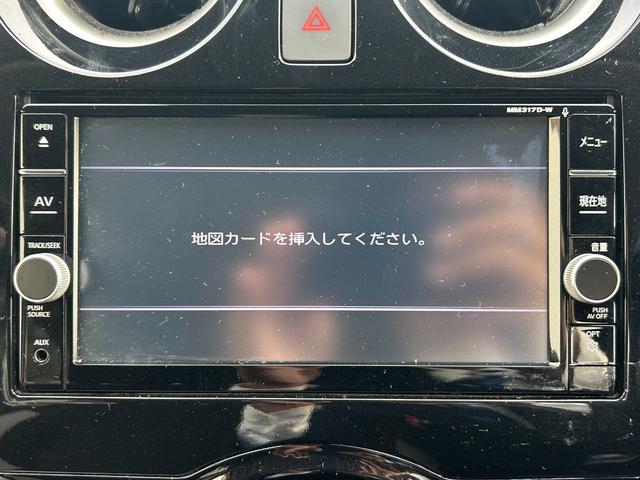 MM317D-W
OPEN
メニュー
AV
現在地
地図カードを挿入してください。
TRACK/SEEK
音量
PUSH
SOURCE
PUSH
AV OFF
AUX
OPT